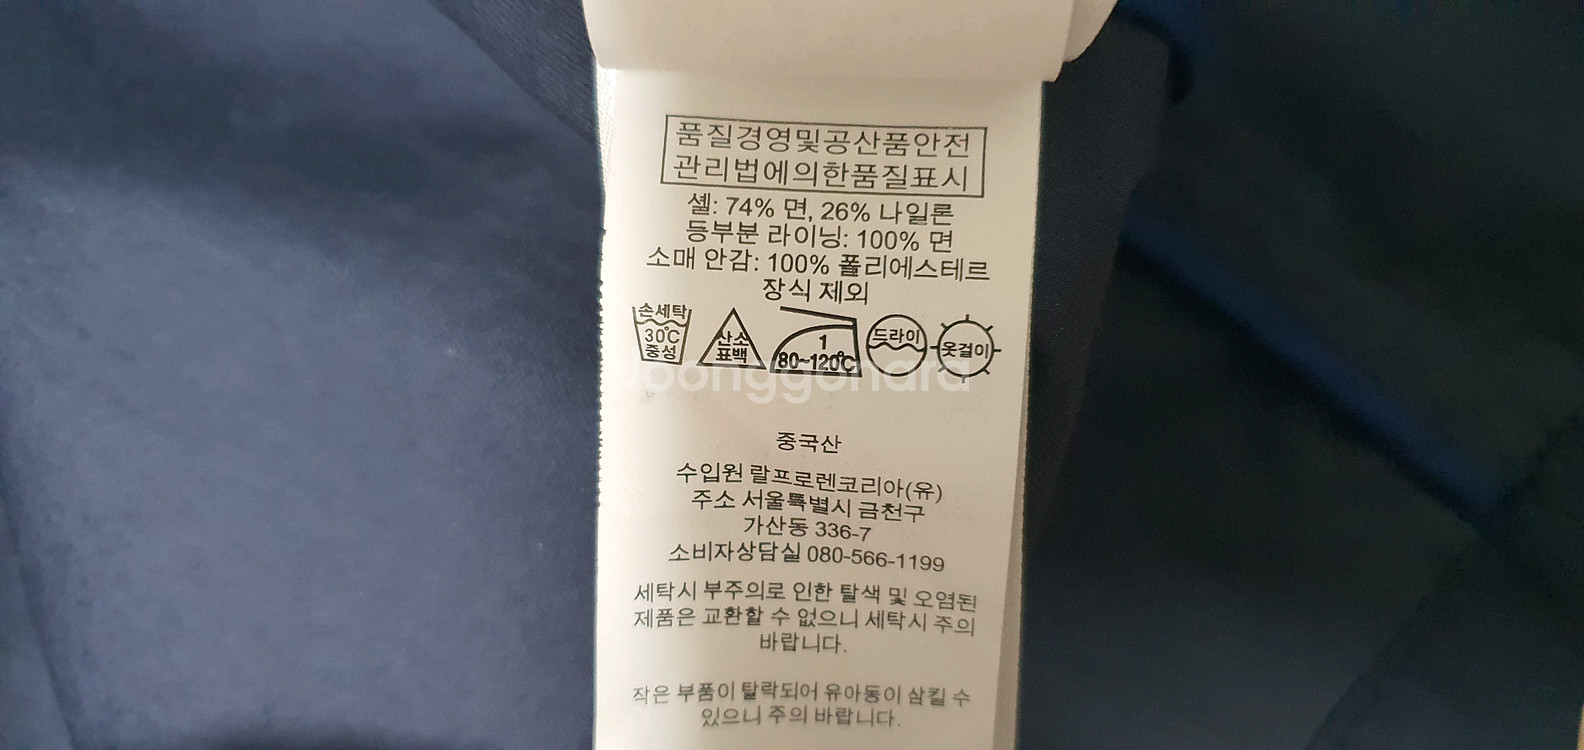 품질경영및공산품안전
관리법에의한품질표시
셸: 74% 면, 26% 나일론
등부분 라이닝: 100% 면
소매 안감: 100% 폴리에스테르
장식 제외
손세탁
30℃
중성
산소
표백
1
80~120℃
드라이
옷걸이
joonggonara
중국산
수입원 랄프로렌코리아(유)
주소 서울특별시 금천구
가산동 336-7
소비자상담실 080-566-1199
세탁시 부주의로 인한 탈색 및 오염된
제품은 교환할 수 없으니 세탁시 주의
바랍니다.
작은 부품이 탈락되어 유아동이 삼킬 수
있으니 주의 바랍니다.